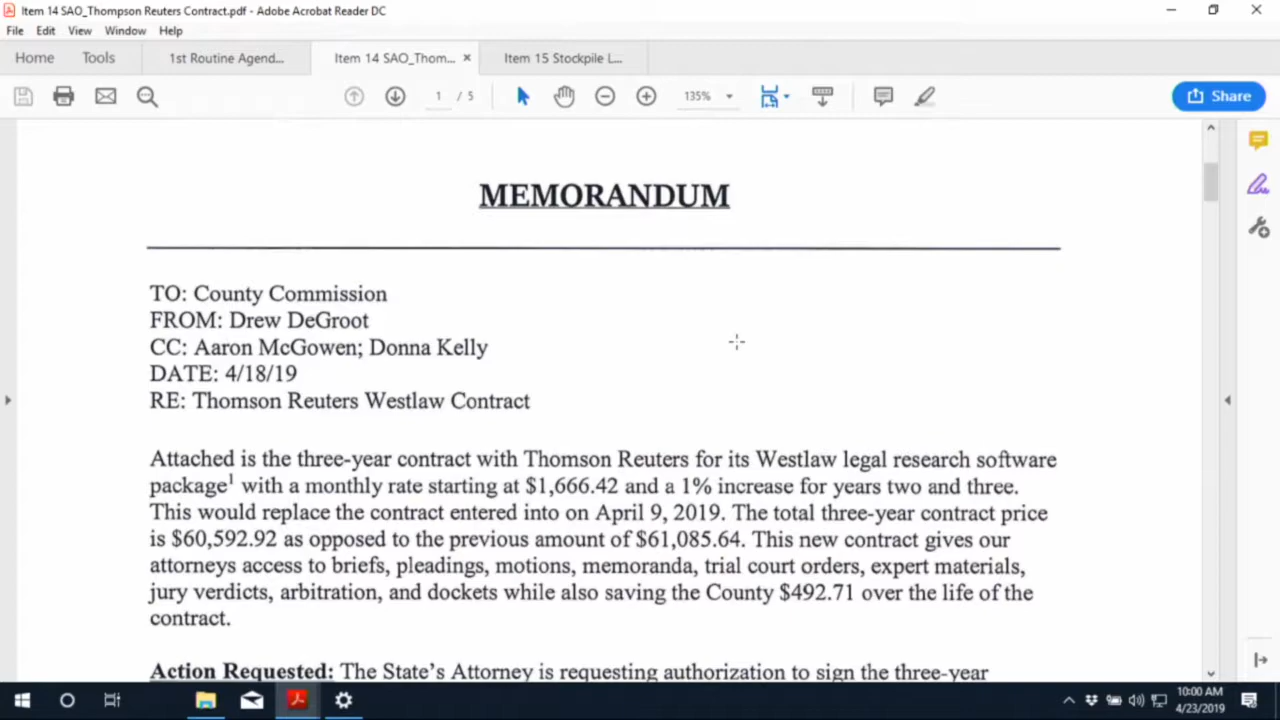 Item 14 SAO_Thompson Reuters Contract.pdf - Adobe Acrobat Reader DC
File Edit View Window Help
Home Tools 1st Routine Agend... Item 14 SAO_Thom... × Item 15 Stockpile L...
1 / 5 135% Share
MEMORANDUM
TO: County Commission
FROM: Drew DeGroot
CC: Aaron McGowen; Donna Kelly
DATE: 4/18/19
RE: Thomson Reuters Westlaw Contract
Attached is the three-year contract with Thomson Reuters for its Westlaw legal research software
package1 with a monthly rate starting at $1,666.42 and a 1% increase for years two and three.
This would replace the contract entered into on April 9, 2019. The total three-year contract price
is $60,592.92 as opposed to the previous amount of $61,085.64. This new contract gives our
attorneys access to briefs, pleadings, motions, memoranda, trial court orders, expert materials,
jury verdicts, arbitration, and dockets while also saving the County $492.71 over the life of the
contract.
Action Requested: The State's Attorney is requesting authorization to sign the three-year
10:00 AM
4/23/2019